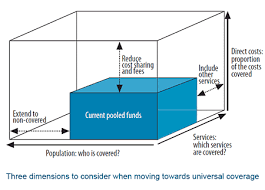 Reduce
cost sharing
and fees
Include
other
services
Direct costs:
proportion
of the costs
covered
Extend to
non-covered
Current pooled funds
Services:
which services
are covered?
Population: who is covered?
Three dimensions to consider when moving towards universal coverage